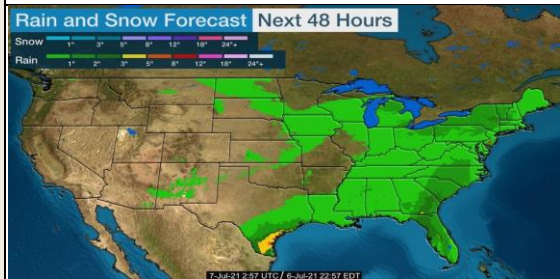 Rain and Snow Forecast Next 48 Hours
Snow
1" 3" 5" 8" 12" 18" 24"+
Rain
1" 2" 3" 5" 8" 12" 18" 24"+
7-Jul-21 2:57 UTC / 6-Jul-21 22:57 EDT